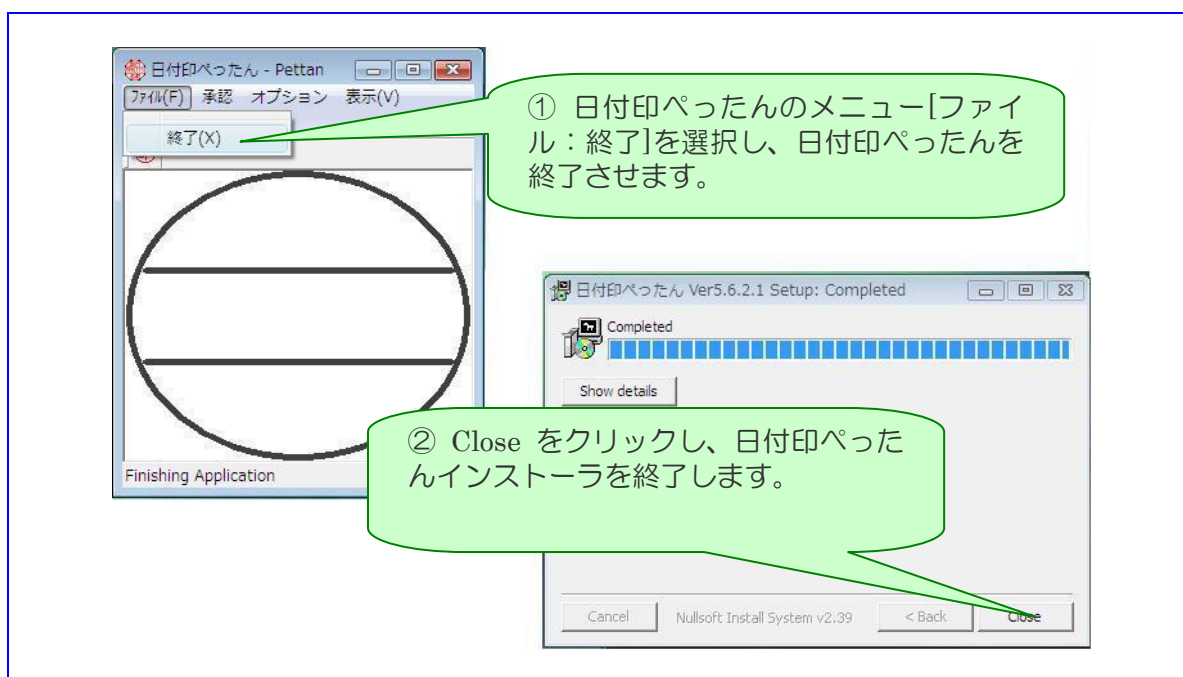 日付印ぺったん - Pettan
ファイル(F) 承認 オプション 表示(V)
終了(X)
① 日付印ぺったんのメニュー[ファイ
ル：終了]を選択し、日付印ぺったんを
終了させます。
Finishing Application
日付印ぺったん Ver5.6.2.1 Setup: Completed
Completed
Show details
② Close をクリックし、日付印ぺった
んインストーラを終了します。
Cancel Nullsoft Install System v2.39 < Back Close